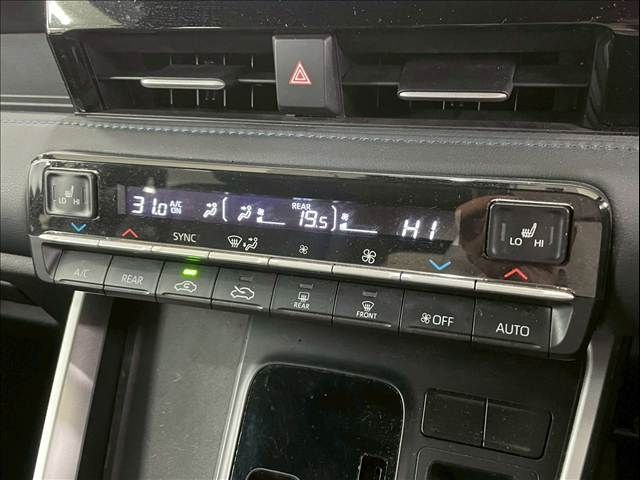 LO HI
31.0 A/C ON REAR 19.5 HI
LO HI
SYNC
A/C REAR REAR FRONT OFF AUTO